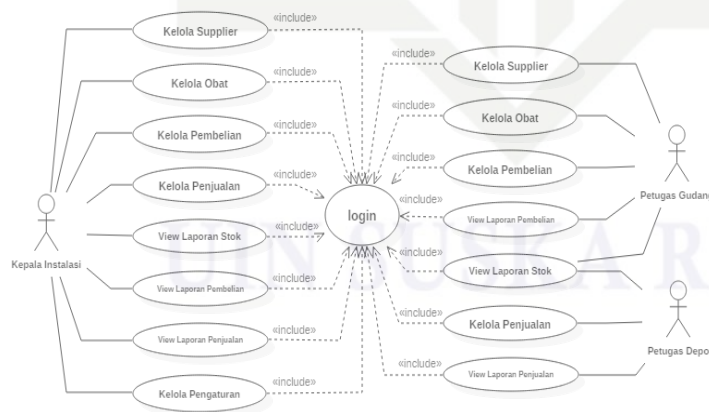 Kelola Supplier
«include»
Kelola Obat
«include»
Kelola Pembelian
«include»
Kelola Penjualan
«include»
View Laporan Stok
«include»
View Laporan Pembelian
«include»
View Laporan Penjualan
«include»
Kelola Pengaturan
«include»
Kepala Instalasi
login
«include»
Kelola Supplier
«include»
Kelola Obat
«include»
Kelola Pembelian
«include»
View Laporan Pembelian
«include»
View Laporan Stok
«include»
Kelola Penjualan
«include»
View Laporan Penjualan
Petugas Gudang
Petugas Depo
UIN SUSKA R